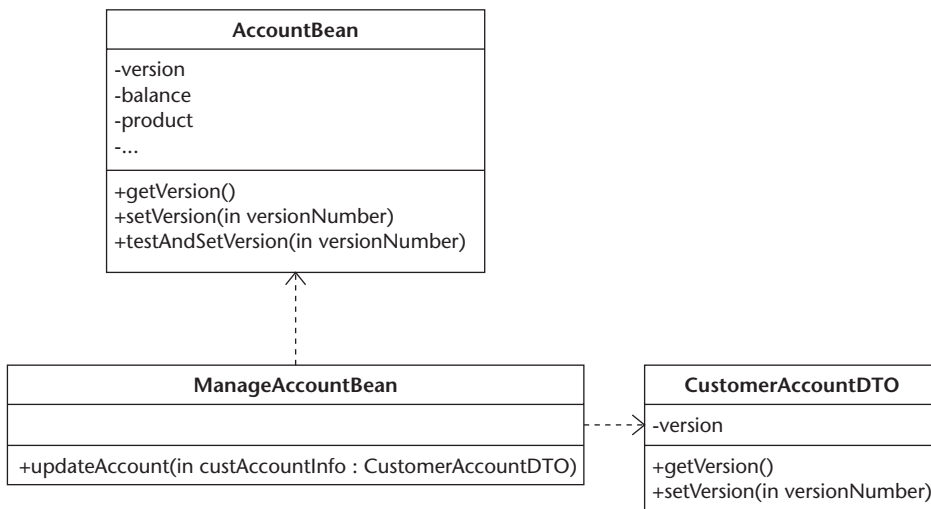 AccountBean
-version
-balance
-product
-...
+getVersion()
+setVersion(in versionNumber)
+testAndSetVersion(in versionNumber)
ManageAccountBean
+updateAccount(in custAccountInfo : CustomerAccountDTO)
CustomerAccountDTO
-version
+getVersion()
+setVersion(in versionNumber)